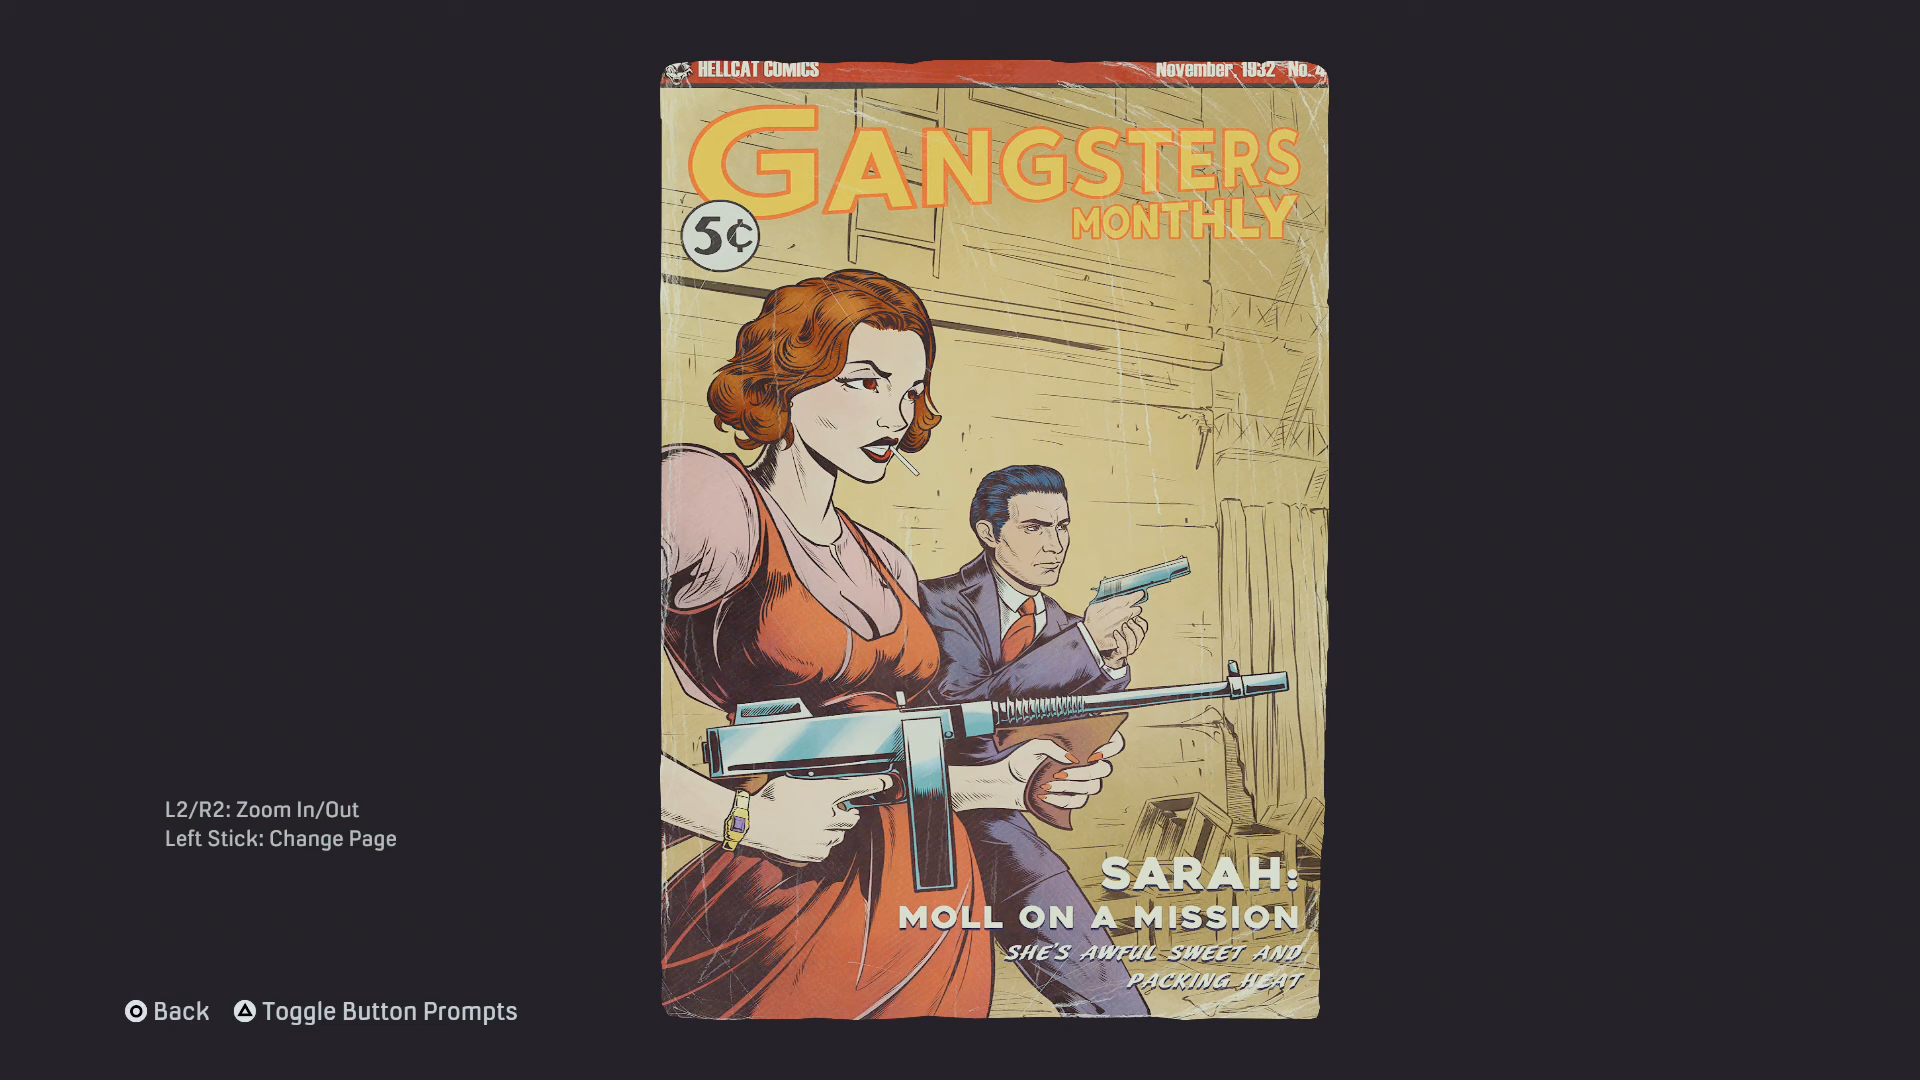 HELLCAT COMICS November, 1932 No. 4
GANGSTERS
MONTHLY
5¢
L2/R2: Zoom In/Out
Left Stick: Change Page
SARAH:
MOLL ON A MISSION
SHE'S AWFUL SWEET AND
PACKING HEAT
Back Toggle Button Prompts